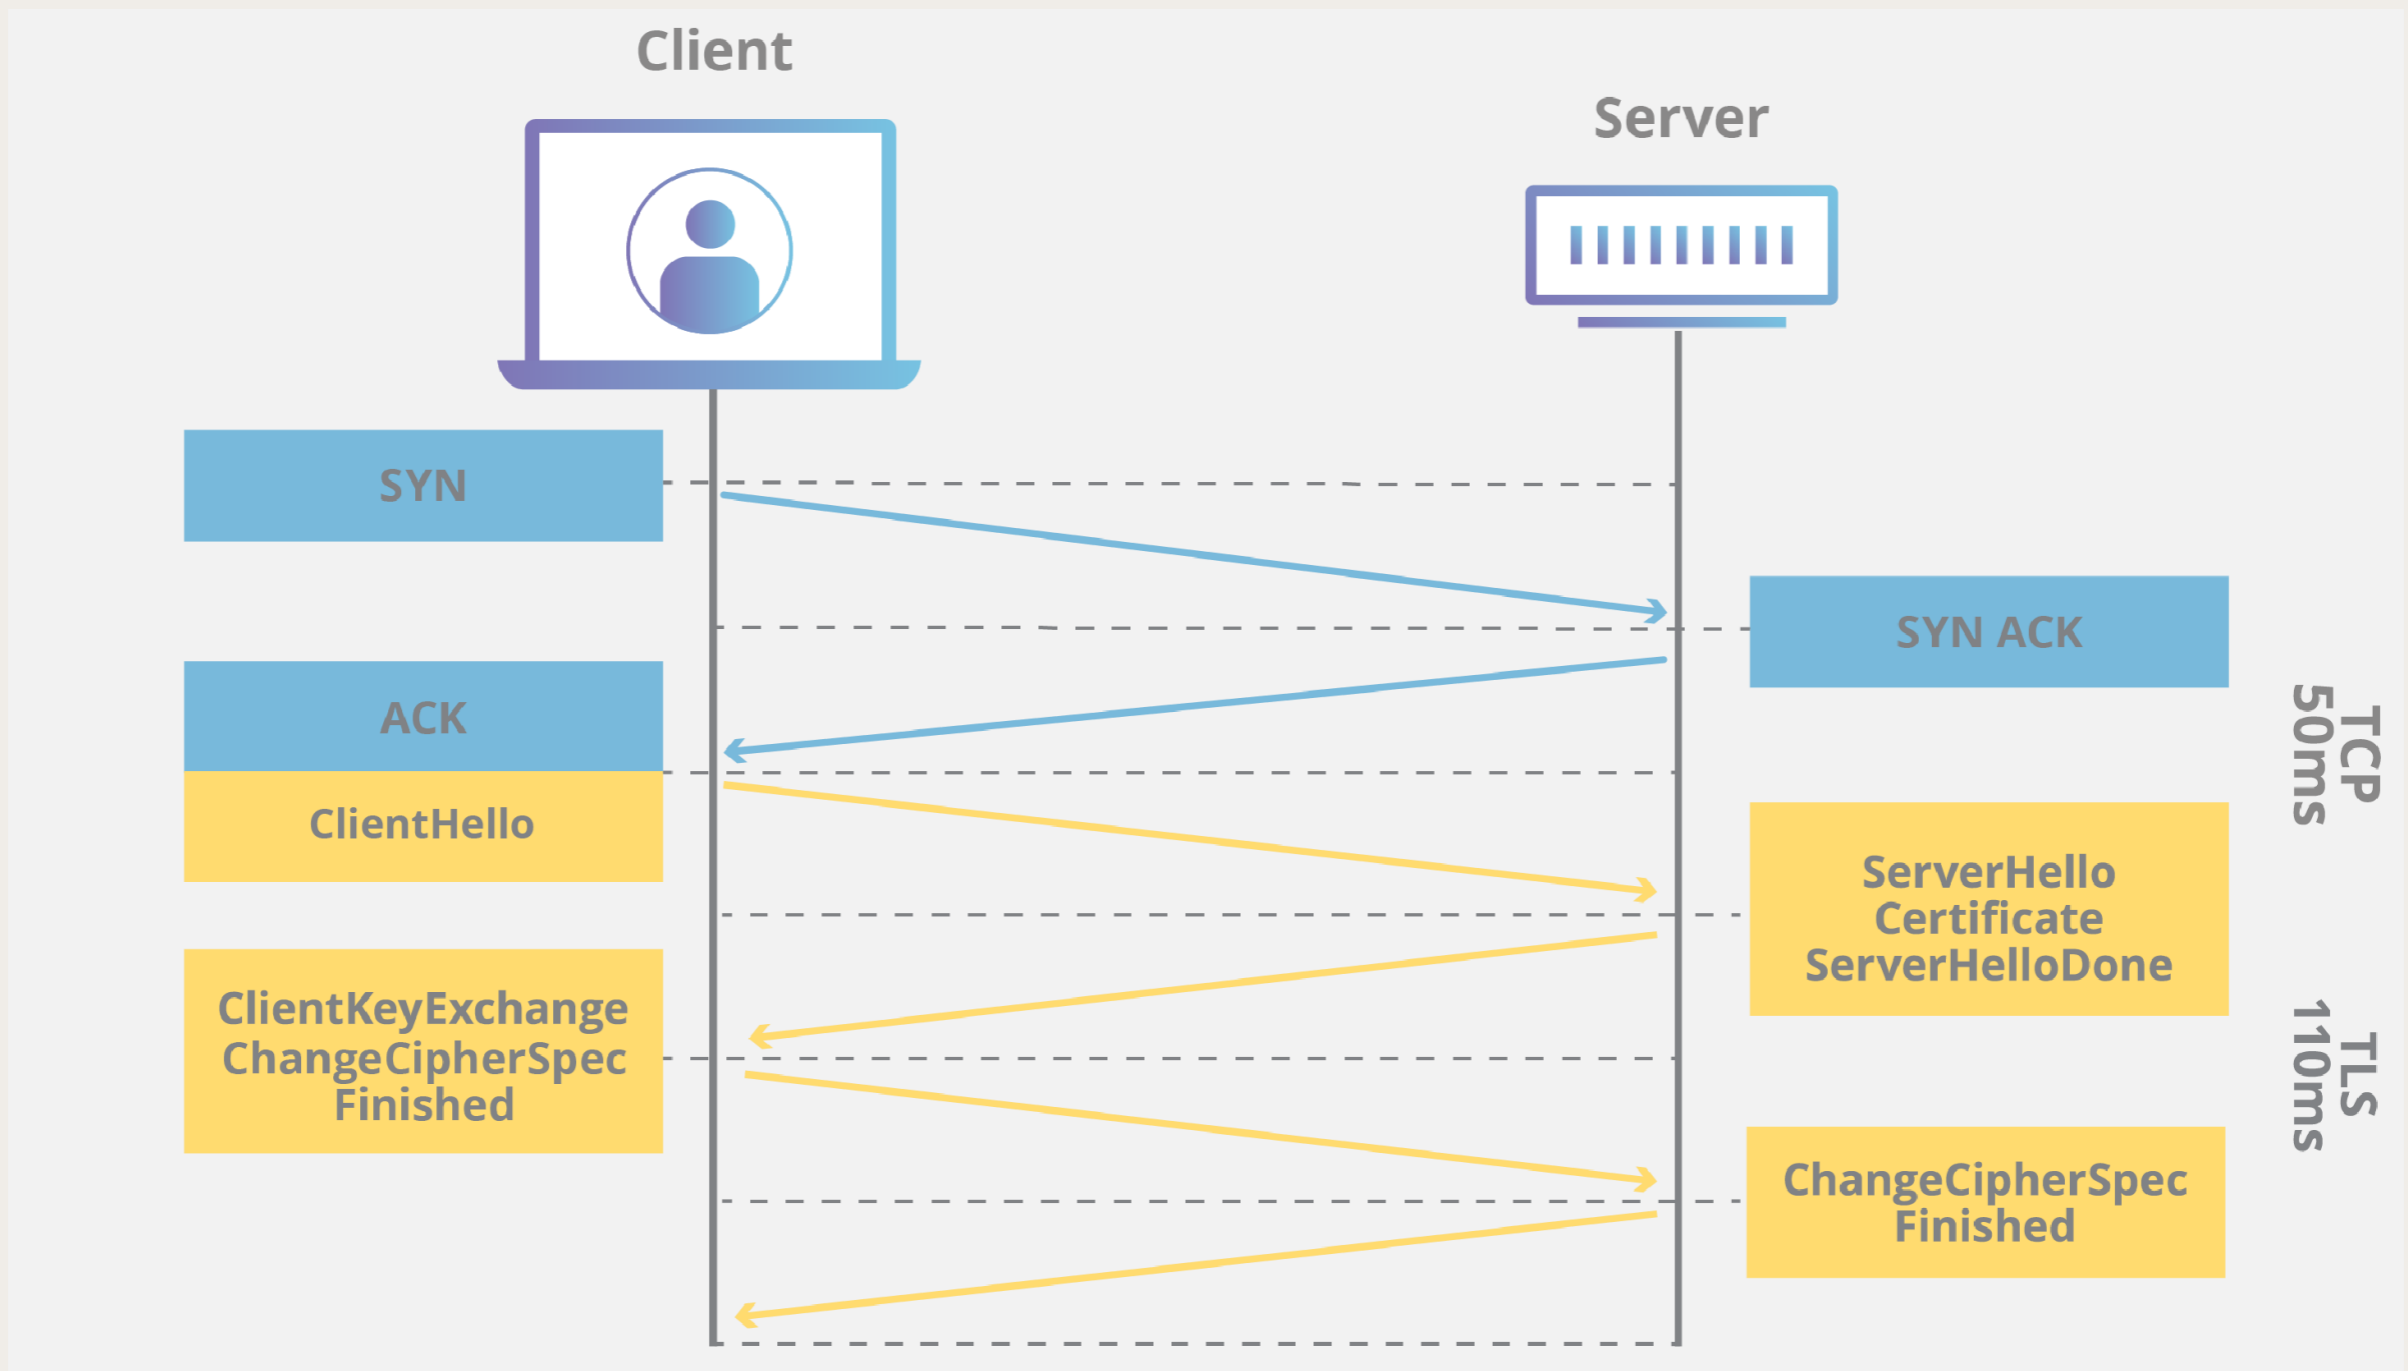 Client
Server
SYN
SYN ACK
ACK
ClientHello
TCP
50ms
ServerHello
Certificate
ServerHelloDone
ClientKeyExchange
ChangeCipherSpec
Finished
TLS
110ms
ChangeCipherSpec
Finished